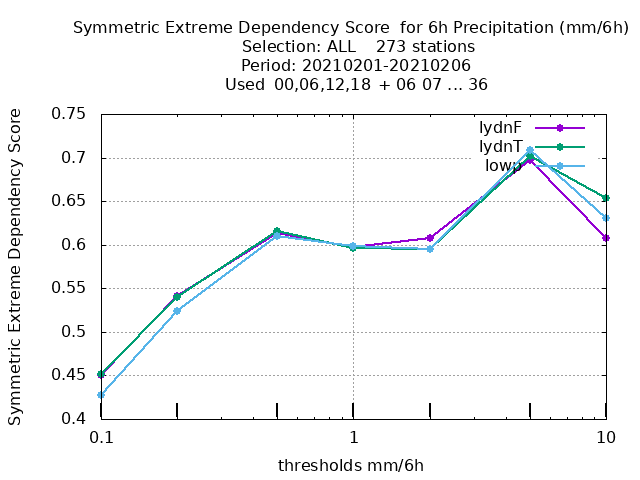 Symmetric Extreme Dependency Score for 6h Precipitation (mm/6h)
Selection: ALL 273 stations
Period: 20210201-20210206
Used 00,06,12,18 + 06 07 ... 36
Symmetric Extreme Dependency Score
0.75
0.7
0.65
0.6
0.55
0.5
0.45
0.4
lydnF
lydnT
0.1
1
10
thresholds mm/6h